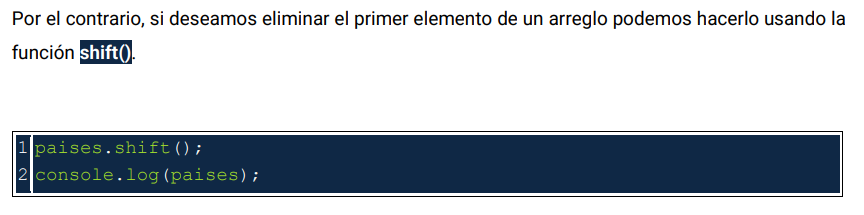 Por el contrario, si deseamos eliminar el primer elemento de un arreglo podemos hacerlo usando la
función shift().
1 paises.shift();
2 console.log(paises);